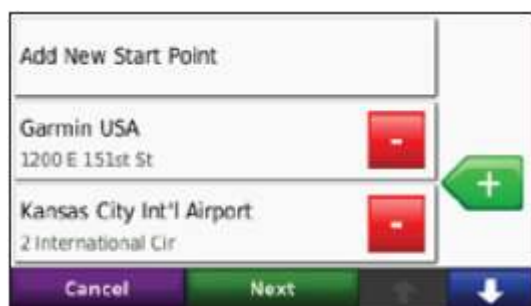 Add New Start Point
Garmin USA
1200 E 151st St
Kansas City Int'l Airport
2 International Cir
Cancel
Next